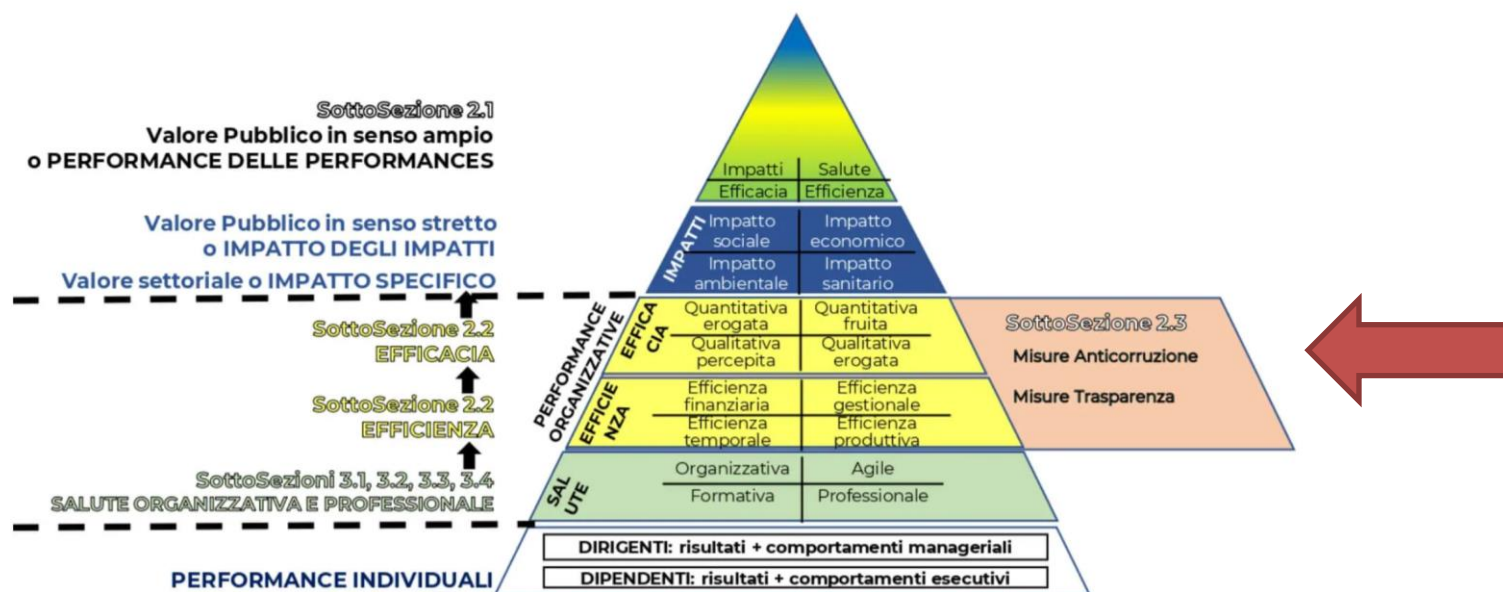 SottoSezione 2.1
Valore Pubblico in senso ampio
o PERFORMANCE DELLE PERFORMANCES
Valore Pubblico in senso stretto
o IMPATTO DEGLI IMPATTI
Valore settoriale o IMPATTO SPECIFICO
SottoSezione 2.2
EFFICACIA
SottoSezione 2.2
EFFICIENZA
SottoSezioni 3.1, 3.2, 3.3, 3.4
SALUTE ORGANIZZATIVA E PROFESSIONALE
PERFORMANCE INDIVIDUALI
Impatti Salute
Efficacia Efficienza
IMPATTI
Impatto Impatto
sociale economico
Impatto Impatto
ambientale sanitario
PERFORMANCE
ORGANIZZATIVE
EFFICA
CIA
Quantitativa Quantitativa
erogata fruita
Qualitativa Qualitativa
percepita erogata
EFFICIE
NZA
Efficienza Efficienza
finanziaria gestionale
Efficienza Efficienza
temporale produttiva
SAL
UTE
Organizzativa Agile
Formativa Professionale
DIRIGENTI: risultati + comportamenti manageriali
DIPENDENTI: risultati + comportamenti esecutivi
SottoSezione 2.3
Misure Anticorruzione
Misure Trasparenza